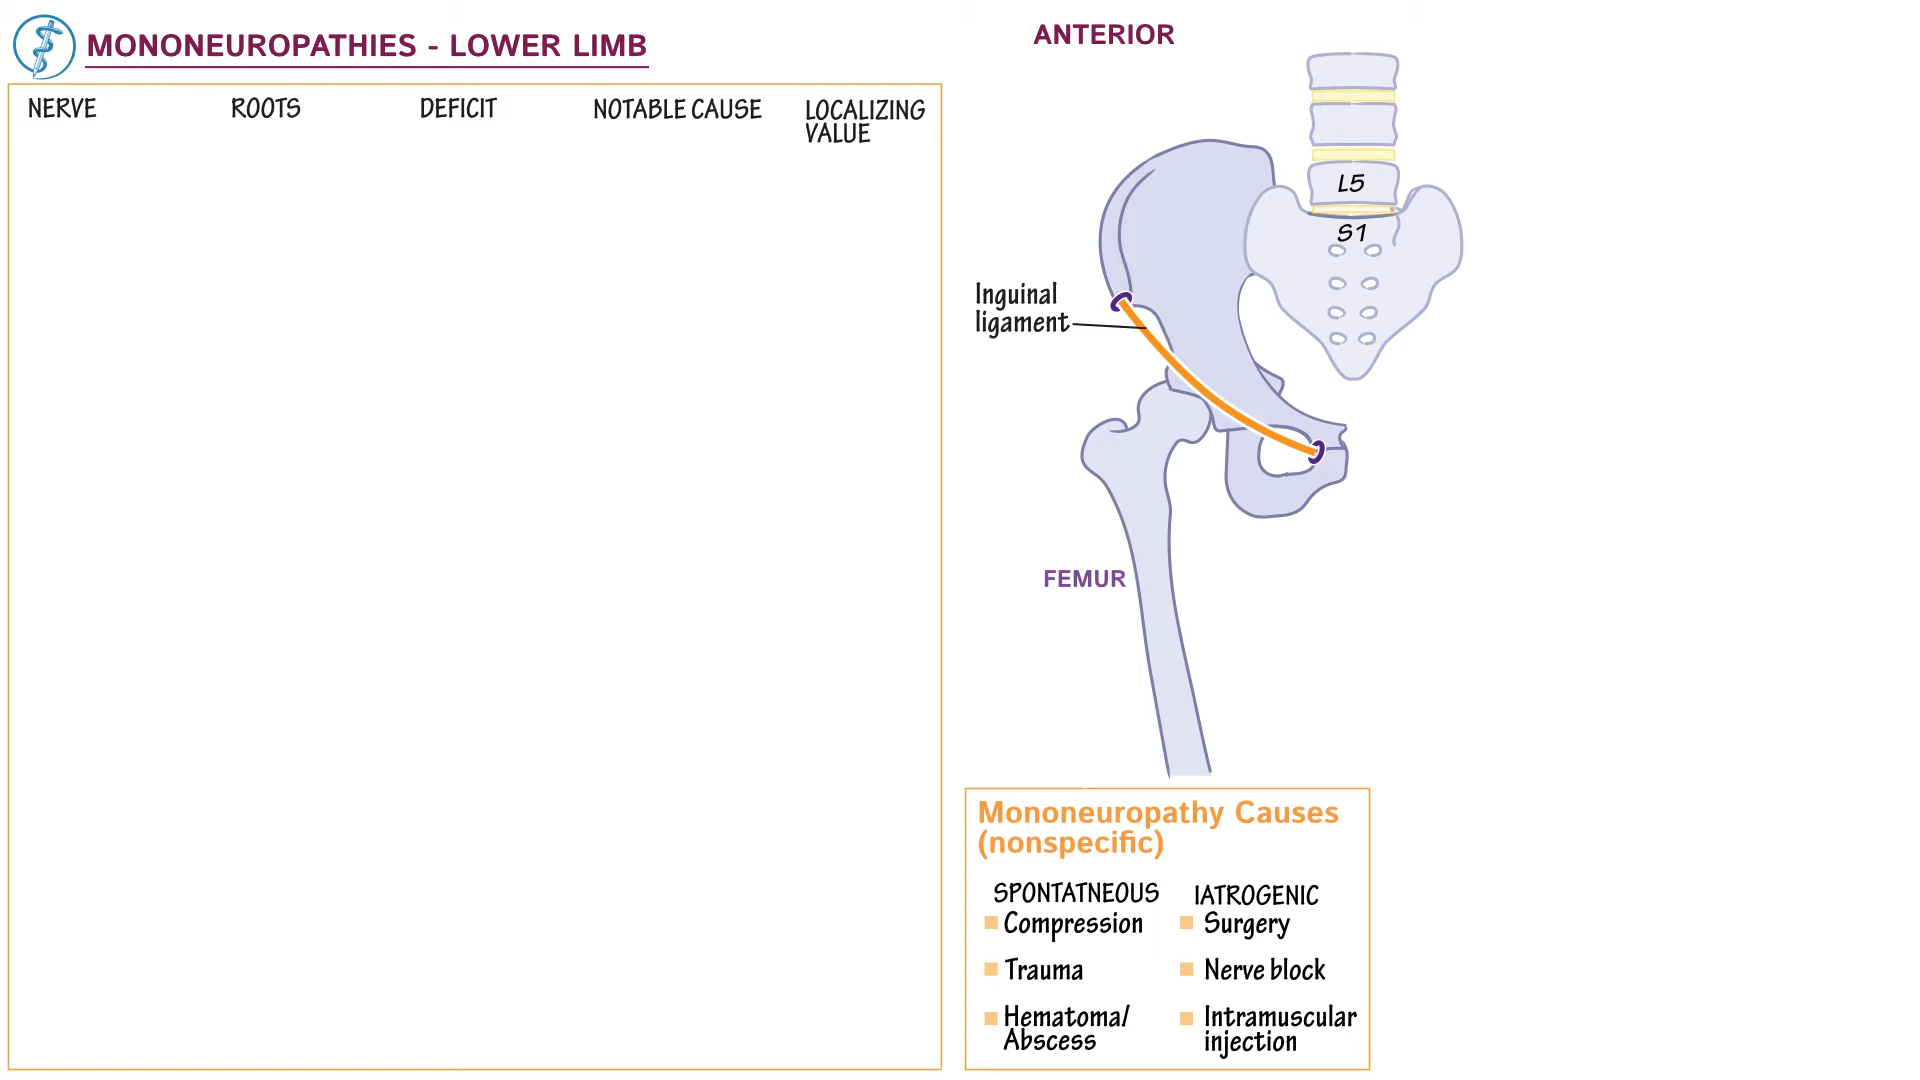 MONONEUROPATHIES - LOWER LIMB
NERVE
ROOTS
DEFICIT
NOTABLE CAUSE
LOCALIZING
VALUE
ANTERIOR
L5
S1
Inguinal
ligament
FEMUR
Mononeuropathy Causes
(nonspecific)
SPONTATNEOUS
Compression
Trauma
Hematoma/
Abscess
IATROGENIC
Surgery
Nerve block
Intramuscular
injection